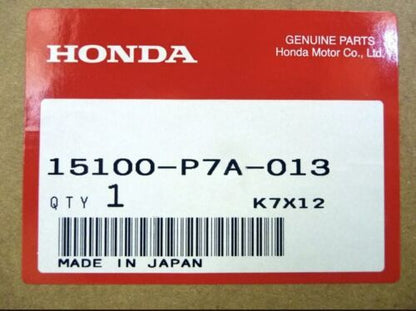 HONDA
GENUINE PARTS
Honda Motor Co., Ltd.
15100-P7A-013
QTY 1 K7X12
MADE IN JAPAN